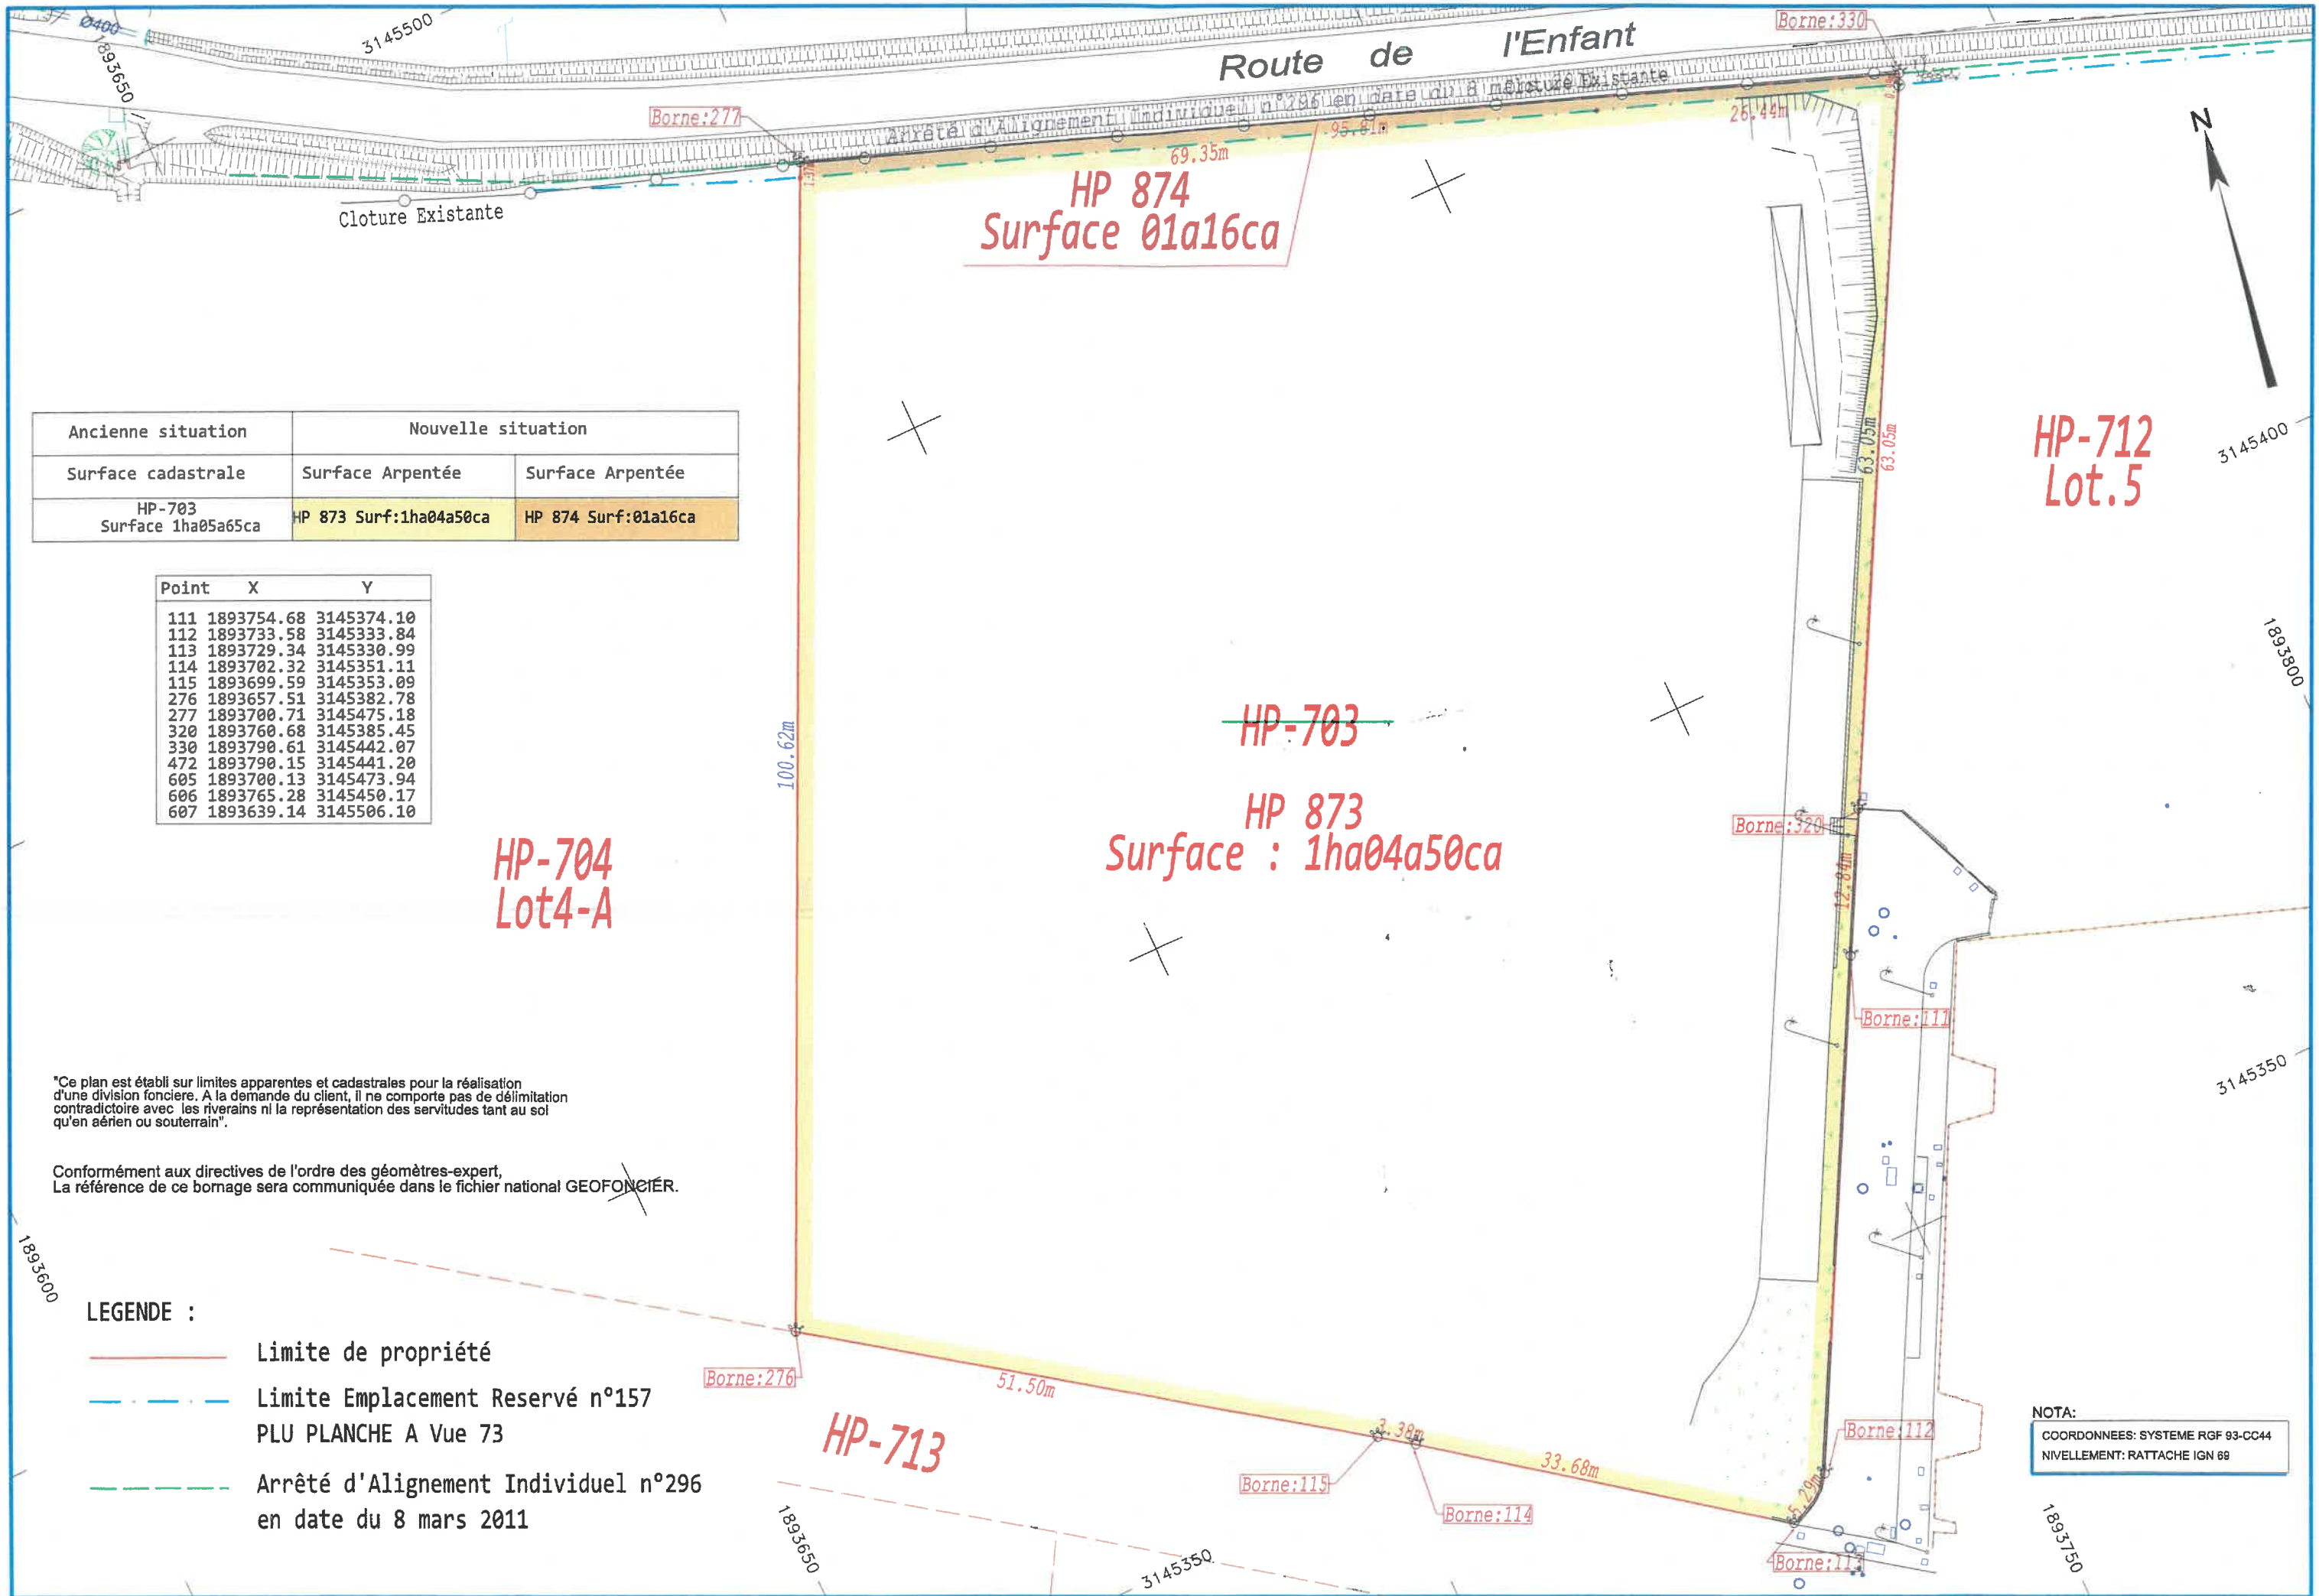 Ø400
1893650
3145500
Route de l'Enfant
Borne:330
Borne:277
Arrêté d'Alignement Individuel n°296 en date du 8 m
Cloture Existante
95.81m
26.44m
69.35m
Cloture Existante
HP 874
Surface 01a16ca
N
Ancienne situation
Nouvelle situation
Surface cadastrale
Surface Arpentée
Surface Arpentée
HP-703
Surface 1ha05a65ca
HP 873 Surf:1ha04a50ca
HP 874 Surf:01a16ca
63.05m
63.05m
HP-712
Lot.5
3145400
Point X Y
111 1893754.68 3145374.10
112 1893733.58 3145333.84
113 1893729.34 3145330.99
114 1893702.32 3145351.11
115 1893699.59 3145353.09
276 1893657.51 3145382.78
277 1893700.71 3145475.18
320 1893760.68 3145385.45
330 1893790.61 3145442.07
472 1893790.15 3145441.20
605 1893700.13 3145473.94
606 1893765.28 3145450.17
607 1893639.14 3145506.10
1893800
100.62m
HP-703
HP 873
Surface : 1ha04a50ca
Borne:320
12.84m
HP-704
Lot4-A
Borne:111
3145350
"Ce plan est établi sur limites apparentes et cadastrales pour la réalisation
d'une division fonciere. A la demande du client, il ne comporte pas de délimitation
contradictoire avec les riverains ni la représentation des servitudes tant au sol
qu'en aérien ou souterrain".
Conformément aux directives de l'ordre des géomètres-expert,
La référence de ce bornage sera communiquée dans le fichier national GEOFONCIER.
1893600
LEGENDE :
Limite de propriété
Limite Emplacement Reservé n°157
PLU PLANCHE A Vue 73
Arrêté d'Alignement Individuel n°296
en date du 8 mars 2011
Borne:276
51.50m
HP-713
3.38m
Borne:115
Borne:114
33.68m
Borne:112
5.29m
Borne:113
NOTA:
COORDONNEES: SYSTEME RGF 93-CC44
NIVELLEMENT: RATTACHE IGN 69
1893650
3145350
1893750